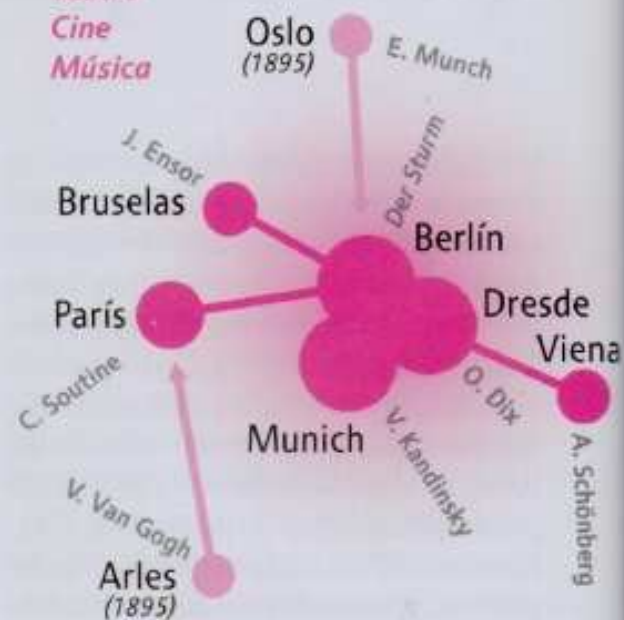 Cine
Música
Oslo
(1895)
E. Munch
J. Ensor
Der Sturm
Bruselas
Berlín
París
Dresde
Viena
C. Soutine
O. Dix
Munich
V. Kandinsky
A. Schönberg
V. Van Gogh
Arles
(1895)